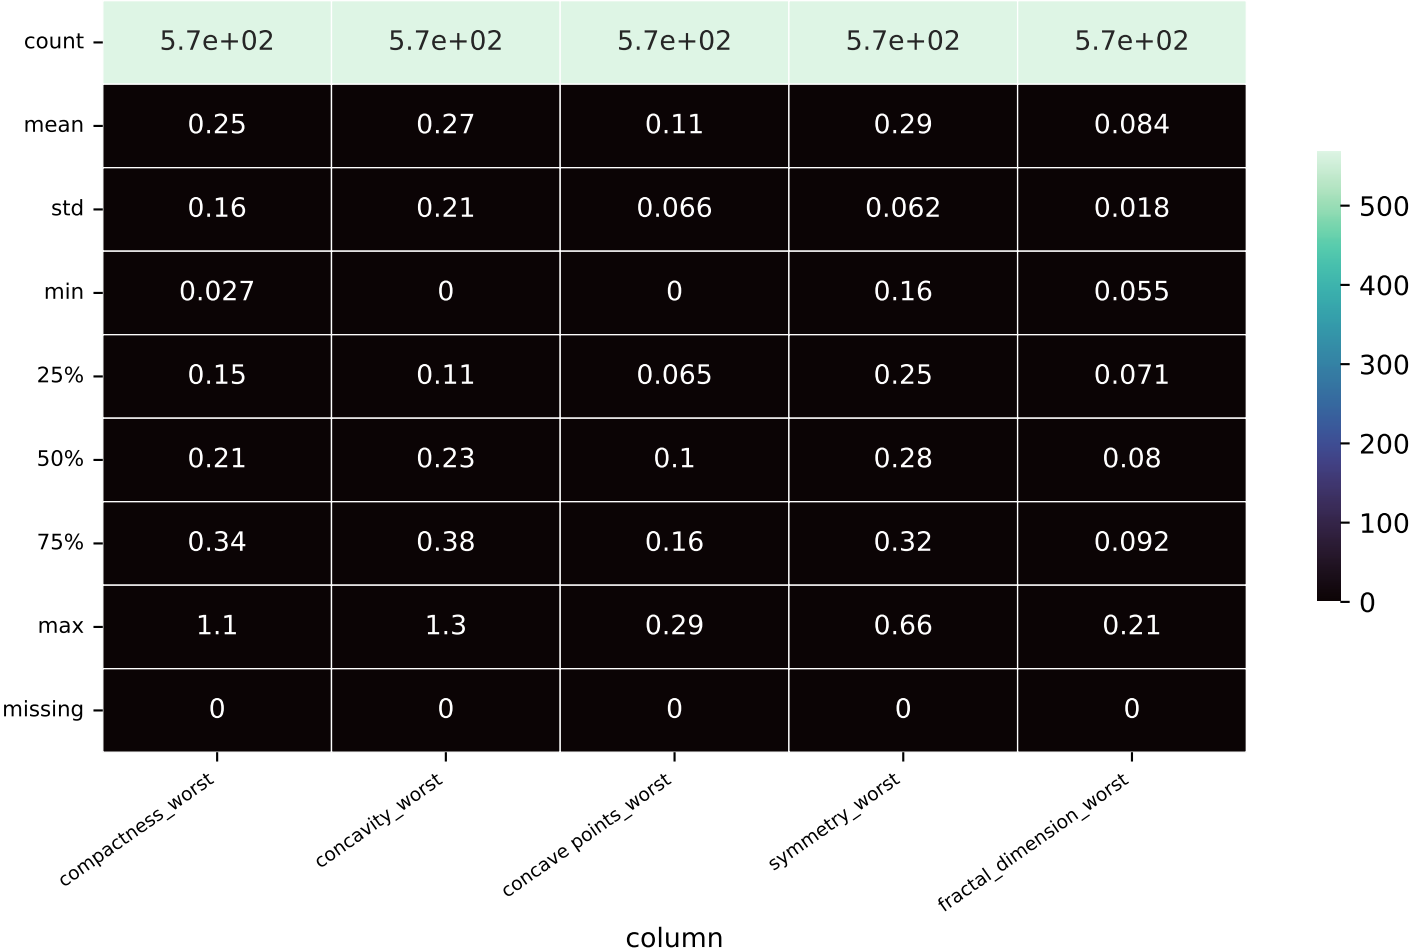 count 5.7e+02 5.7e+02 5.7e+02 5.7e+02 5.7e+02
mean 0.25 0.27 0.11 0.29 0.084
std 0.16 0.21 0.066 0.062 0.018
min 0.027 0 0 0.16 0.055
25% 0.15 0.11 0.065 0.25 0.071
50% 0.21 0.23 0.1 0.28 0.08
75% 0.34 0.38 0.16 0.32 0.092
max 1.1 1.3 0.29 0.66 0.21
missing 0 0 0 0 0
compactness_worst
concavity_worst
concave points_worst
symmetry_worst
fractal_dimension_worst
column
500
400
300
200
100
0